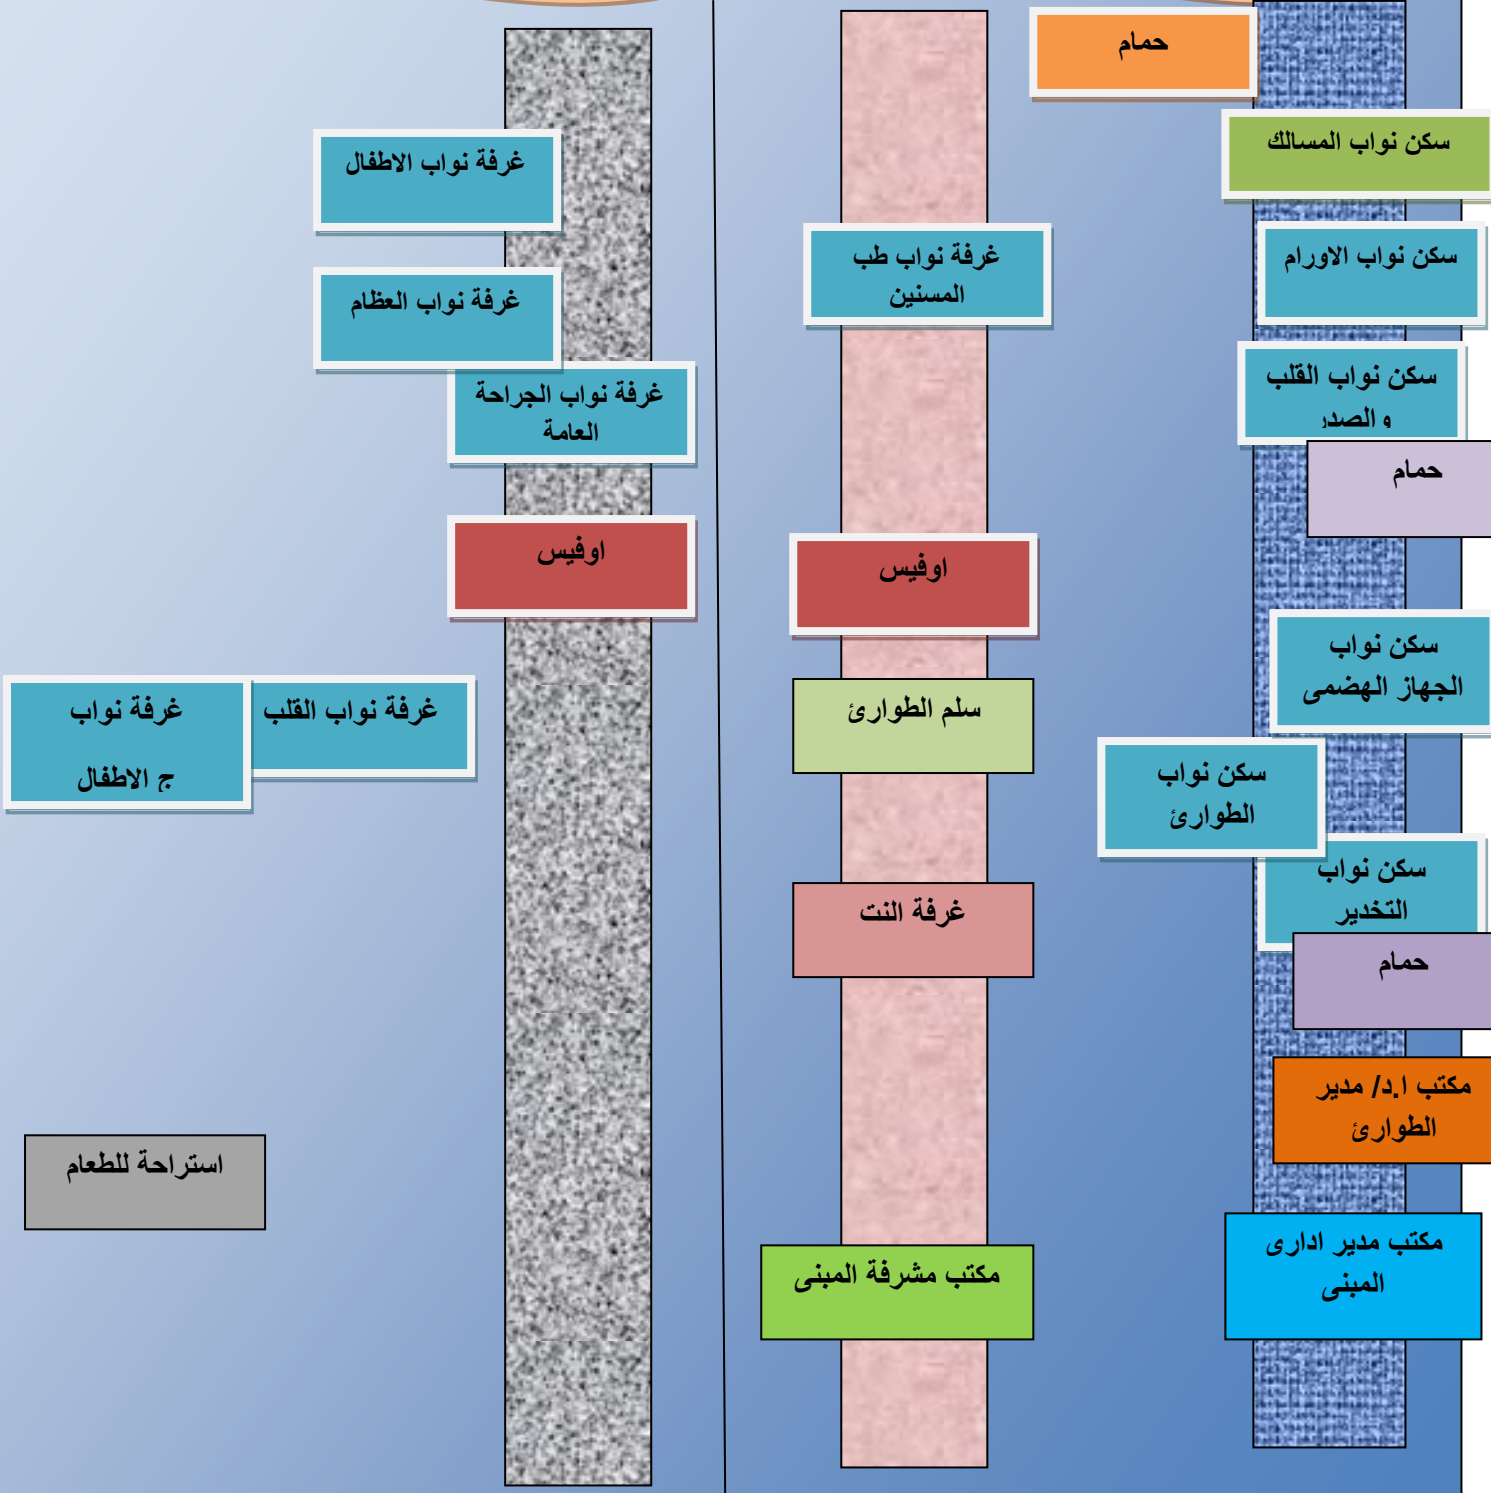 حمام
سكن نواب المسالك
سكن نواب الاورام
سكن نواب القلب
و الصدر
حمام
سكن نواب
الجهاز الهضمى
سكن نواب
الطوارئ
سكن نواب
التخدير
حمام
مكتب ا.د/ مدير
الطوارئ
مكتب مدير ادارى
المبنى
غرفة نواب طب
المسنين
اوفيس
سلم الطوارئ
غرفة النت
مكتب مشرفة المبنى
غرفة نواب الاطفال
غرفة نواب العظام
غرفة نواب الجراحة
العامة
اوفيس
غرفة نواب القلب
غرفة نواب
ج الاطفال
استراحة للطعام